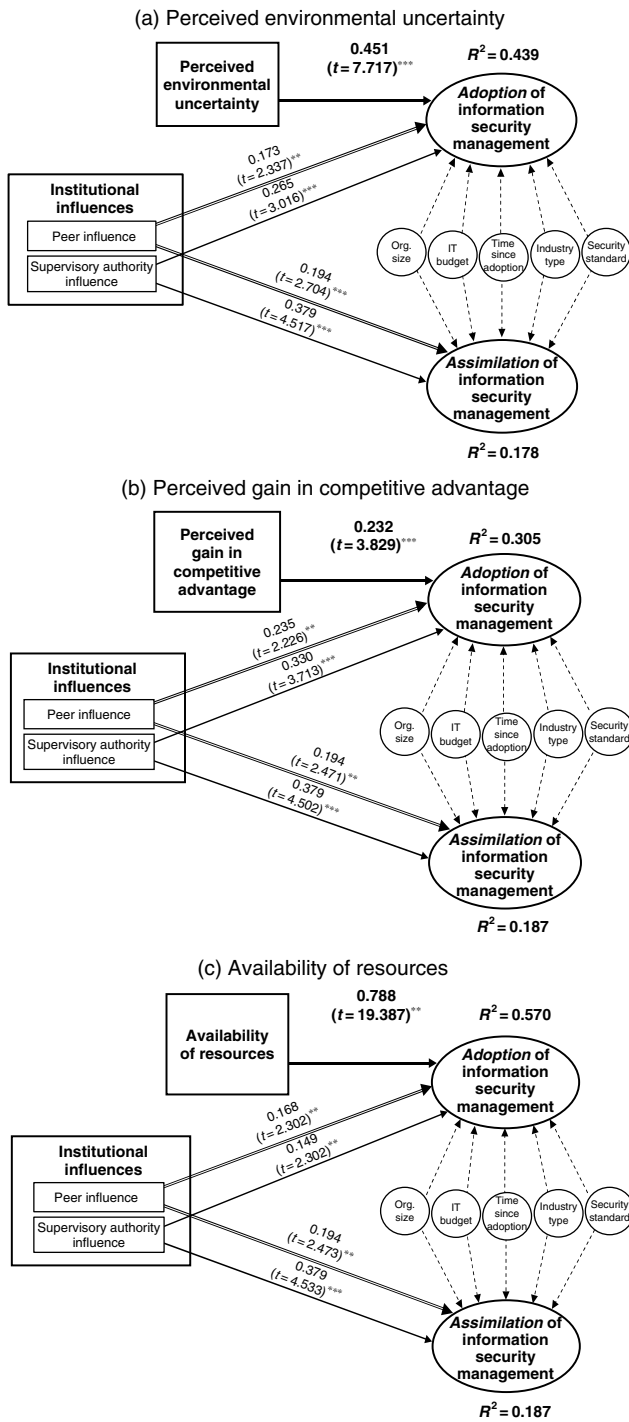 (a) Perceived environmental uncertainty
0.451
(t = 7.717)***
R² = 0.439
Perceived
environmental
uncertainty
Adoption of
information
security
management
0.173
(t = 2.337)**
0.265
(t = 3.016)***
Institutional
influences
Peer influence
Supervisory authority
influence
Org.
size
IT
budget
Time
since
adoption
Industry
type
Security
standard
0.194
(t = 2.704)***
0.379
(t = 4.517)***
Assimilation of
information
security
management
R² = 0.178
(b) Perceived gain in competitive advantage
0.232
(t = 3.829)***
R² = 0.305
Perceived
gain in
competitive
advantage
Adoption of
information
security
management
0.235
(t = 2.226)**
0.330
(t = 3.713)***
Institutional
influences
Peer influence
Supervisory authority
influence
Org.
size
IT
budget
Time
since
adoption
Industry
type
Security
standard
0.194
(t = 2.471)**
0.379
(t = 4.502)***
Assimilation of
information
security
management
R² = 0.187
(c) Availability of resources
0.788
(t = 19.387)**
R² = 0.570
Availability
of resources
Adoption of
information
security
management
0.168
(t = 2.302)**
0.149
(t = 2.302)**
Institutional
influences
Peer influence
Supervisory authority
influence
Org.
size
IT
budget
Time
since
adoption
Industry
type
Security
standard
0.194
(t = 2.473)**
0.379
(t = 4.533)***
Assimilation of
information
security
management
R² = 0.187